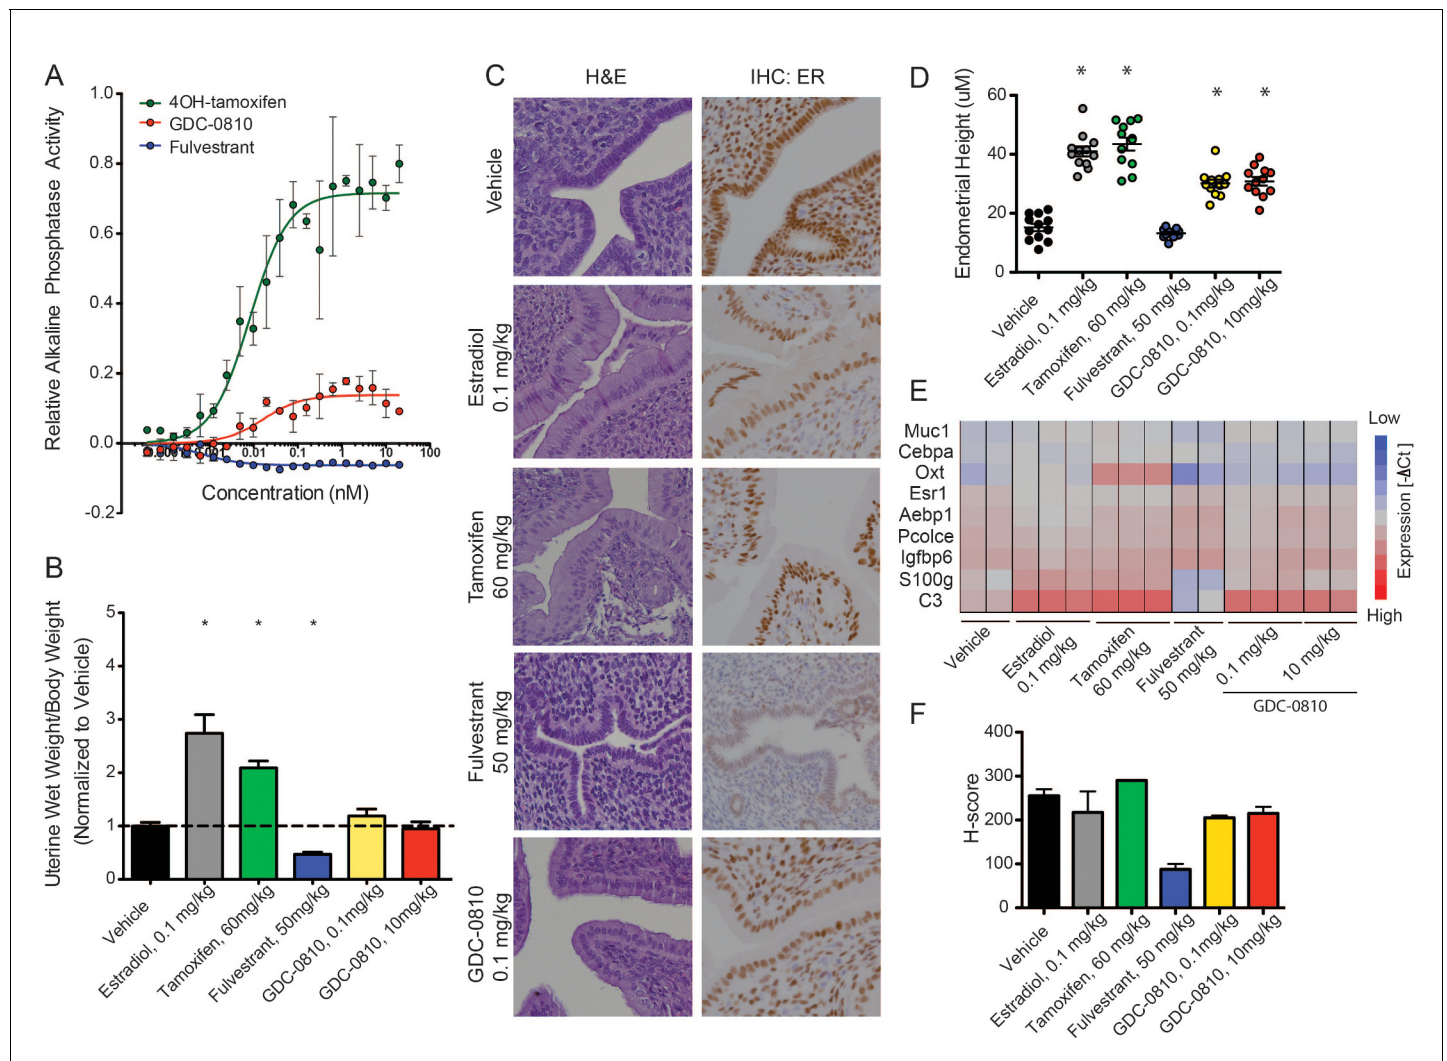 A
Relative Alkaline Phosphatase Activity
1.0
0.8
0.6
0.4
0.2
0.0
-0.2
4OH-tamoxifen
GDC-0810
Fulvestrant
0.01
0.1
1
10
100
Concentration (nM)
B
Uterine Wet Weight/Body Weight
(Normalized to Vehicle)
5
4
3
2
1
0
* * *
Vehicle
Estradiol, 0.1 mg/kg
Tamoxifen, 60mg/kg
Fulvestrant, 50mg/kg
GDC-0810, 0.1mg/kg
GDC-0810, 10mg/kg
C
H&E
IHC: ER
Vehicle
Estradiol
0.1 mg/kg
Tamoxifen
60 mg/kg
Fulvestrant
50 mg/kg
GDC-0810
0.1 mg/kg
D
Endometrial Height (uM)
60
40
20
0
* * * *
Vehicle
Estradiol, 0.1 mg/kg
Tamoxifen, 60 mg/kg
Fulvestrant, 50 mg/kg
GDC-0810, 0.1mg/kg
GDC-0810, 10mg/kg
E
Muc1
Cebpa
Oxt
Esr1
Aebp1
Pcolce
Igfbp6
S100g
C3
Low
Expression [-ΔCt]
High
Vehicle
Estradiol
0.1 mg/kg
Tamoxifen
60 mg/kg
Fulvestrant
50 mg/kg
0.1 mg/kg
10 mg/kg
GDC-0810
F
H-score
400
300
200
100
0
Vehicle
Estradiol, 0.1 mg/kg
Tamoxifen, 60 mg/kg
Fulvestrant, 50 mg/kg
GDC-0810, 0.1mg/kg
GDC-0810, 10mg/kg